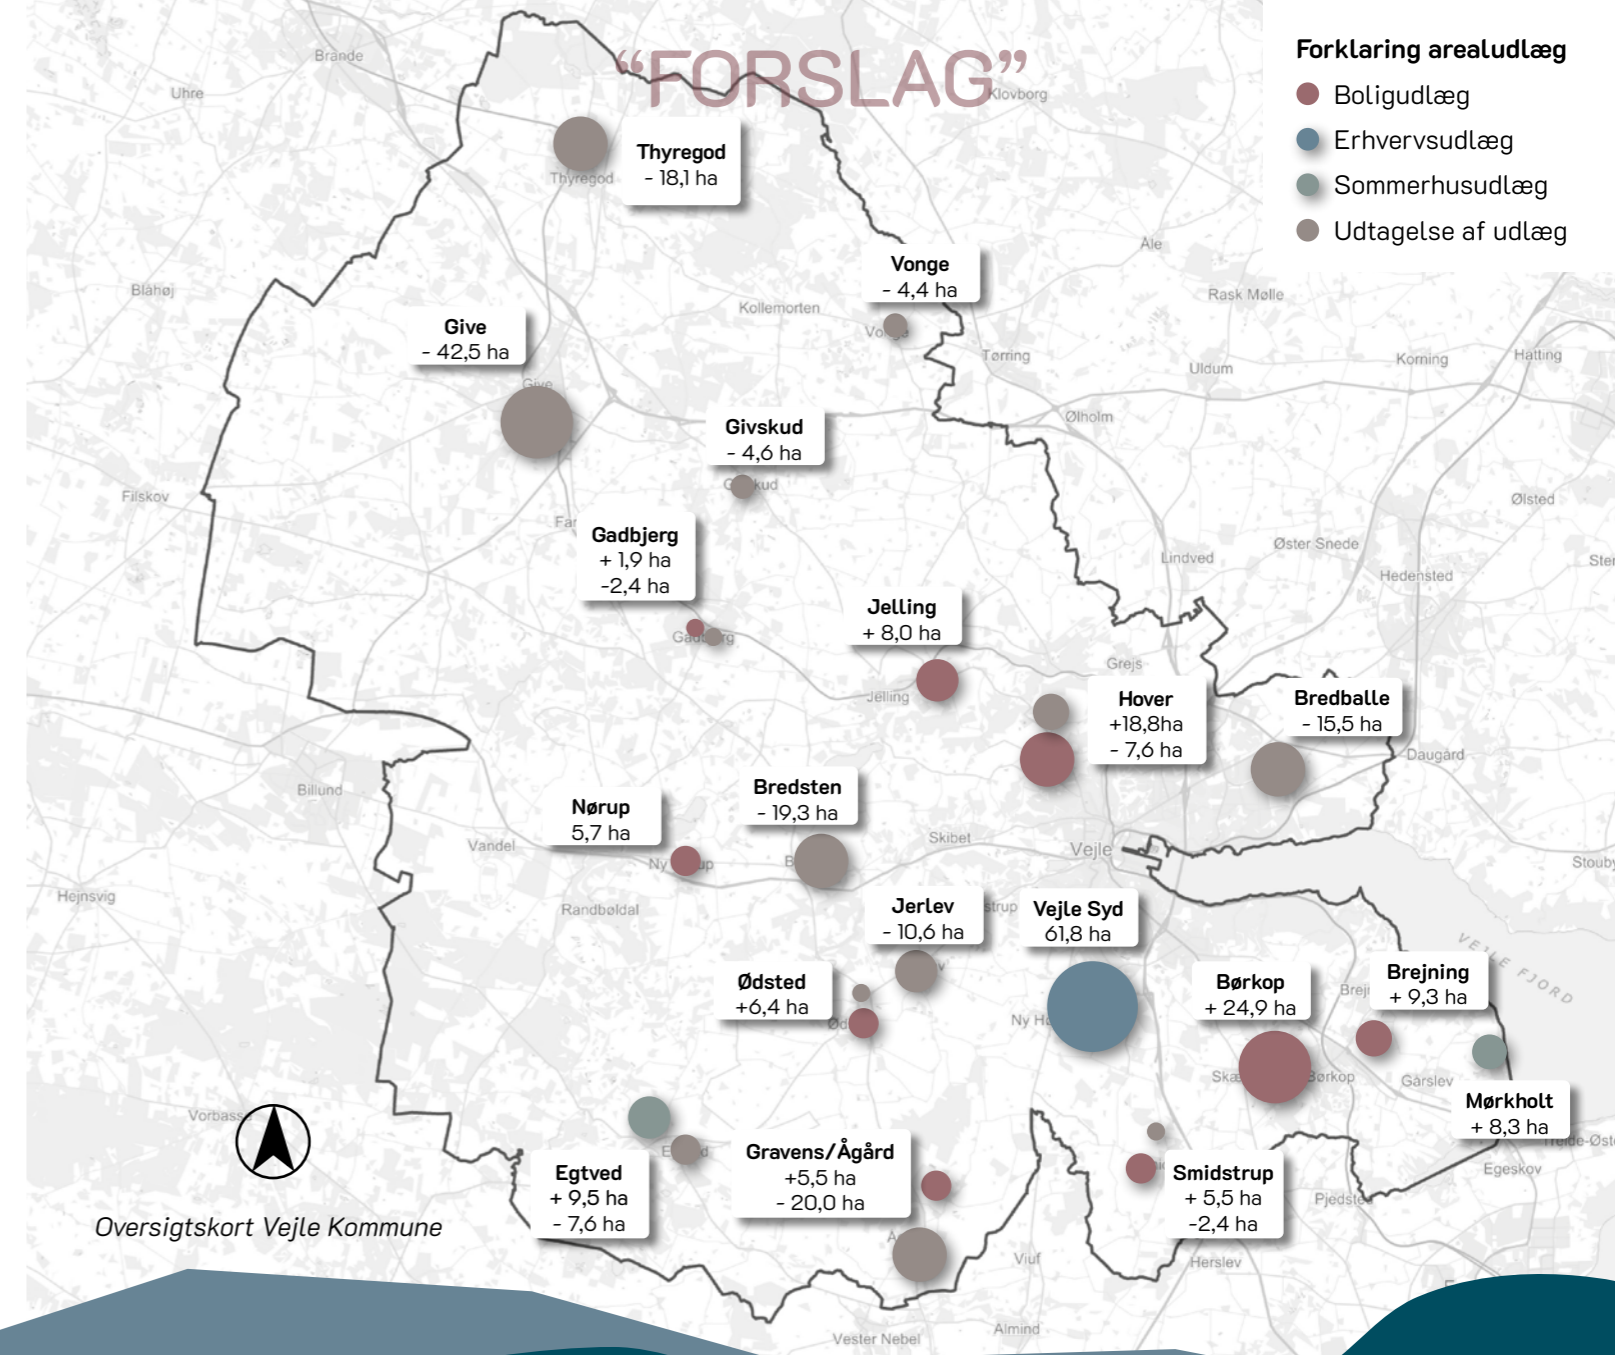 “FORSLAG”
Forklaring arealudlæg
Boligudlæg
Erhvervsudlæg
Sommerhusudlæg
Udtagelse af udlæg
Brande
Uhre
Klovborg
Thyregod
- 18,1 ha
Thyregod
Vonge
- 4,4 ha
Åle
Rask Mølle
Blåhøj
Kollemorten
Give
- 42,5 ha
Tørring
Uldum
Korning
Hatting
Give
Ølholm
Givskud
- 4,6 ha
Filskov
Ølsted
Gadbjerg
+ 1,9 ha
-2,4 ha
Lindved
Øster Snede
Hedensted
Jelling
+ 8,0 ha
Grejs
Jelling
Hover
+18,8ha
- 7,6 ha
Bredballe
- 15,5 ha
Daugård
Billund
Bredsten
- 19,3 ha
Nørup
5,7 ha
Vandel
Skibet
Vejle
Hejnsvig
Randbøldal
Jerlev
- 10,6 ha
Vejle Syd
61,8 ha
VEJLE FJORD
Ødsted
+6,4 ha
Børkop
+ 24,9 ha
Brejning
+ 9,3 ha
Børkop
Gårslev
Mørkholt
+ 8,3 ha
Egeskov
Gravens/Ågård
+5,5 ha
- 20,0 ha
Egtved
+ 9,5 ha
- 7,6 ha
Smidstrup
+ 5,5 ha
-2,4 ha
Oversigtskort Vejle Kommune
Viuf
Herslev
Vester Nebel
Almind